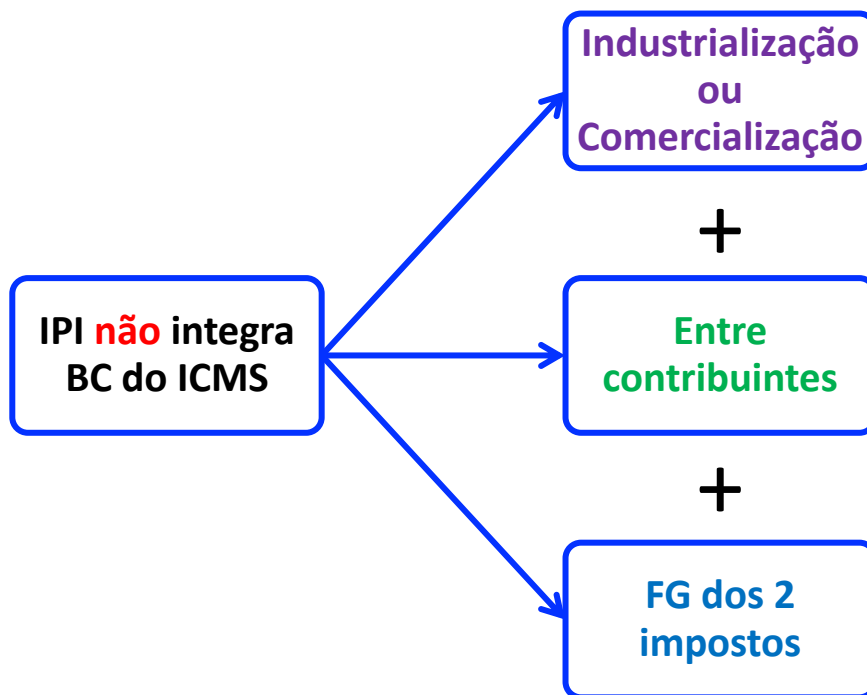 IPI não integra
BC do ICMS
Industrialização
ou
Comercialização
+
Entre
contribuintes
+
FG dos 2
impostos